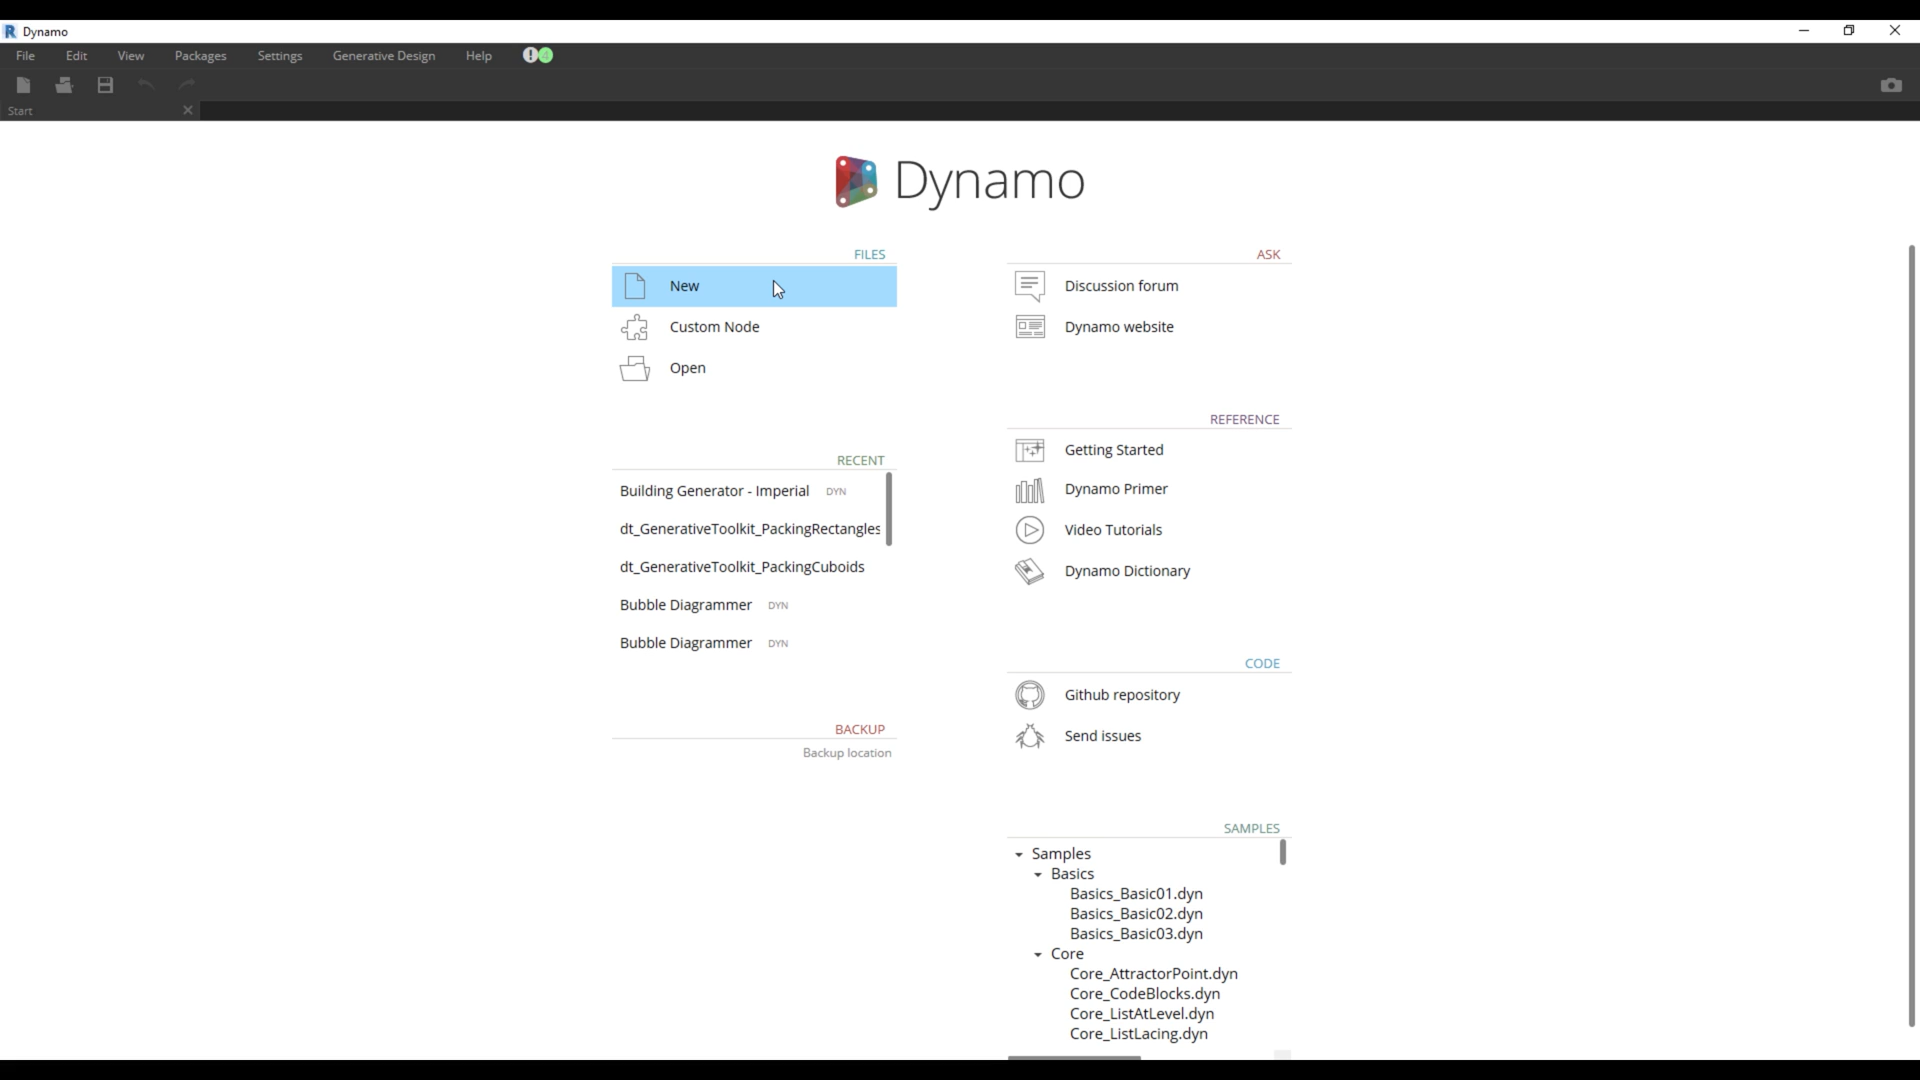 Dynamo
File Edit View Packages Settings Generative Design Help
Start
Dynamo
FILES
New
Custom Node
Open
RECENT
Building Generator - Imperial DYN
dt_GenerativeToolkit_PackingRectangles
dt_GenerativeToolkit_PackingCuboids
Bubble Diagrammer DYN
Bubble Diagrammer DYN
BACKUP
Backup location
ASK
Discussion forum
Dynamo website
REFERENCE
Getting Started
Dynamo Primer
Video Tutorials
Dynamo Dictionary
CODE
Github repository
Send issues
SAMPLES
Samples
Basics
Basics_Basic01.dyn
Basics_Basic02.dyn
Basics_Basic03.dyn
Core
Core_AttractorPoint.dyn
Core_CodeBlocks.dyn
Core_ListAtLevel.dyn
Core_ListLacing.dyn